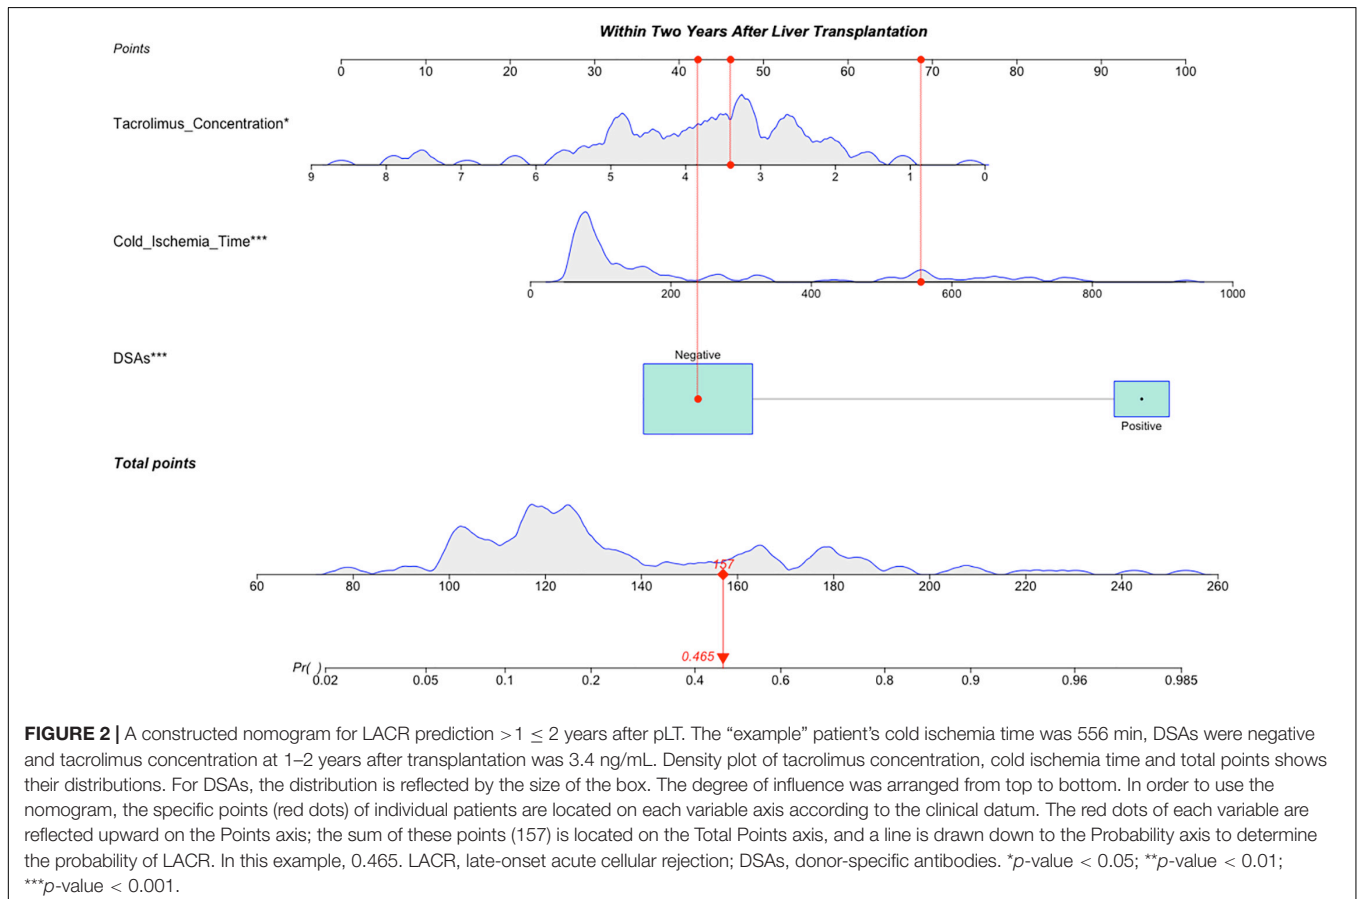 Within Two Years After Liver Transplantation
Points
0 10 20 30 40 50 60 70 80 90 100
Tacrolimus_Concentration*
9 8 7 6 5 4 3 2 1 0
Cold_Ischemia_Time***
0 200 400 600 800 1000
DSAs***
Negative
Positive
Total points
157
60 80 100 120 140 160 180 200 220 240 260
0.465
Pr( )
0.02 0.05 0.1 0.2 0.4 0.6 0.8 0.9 0.96 0.985
FIGURE 2 | A constructed nomogram for LACR prediction >1 ≤ 2 years after pLT. The “example” patient’s cold ischemia time was 556 min, DSAs were negative
and tacrolimus concentration at 1–2 years after transplantation was 3.4 ng/mL. Density plot of tacrolimus concentration, cold ischemia time and total points shows
their distributions. For DSAs, the distribution is reflected by the size of the box. The degree of influence was arranged from top to bottom. In order to use the
nomogram, the specific points (red dots) of individual patients are located on each variable axis according to the clinical datum. The red dots of each variable are
reflected upward on the Points axis; the sum of these points (157) is located on the Total Points axis, and a line is drawn down to the Probability axis to determine
the probability of LACR. In this example, 0.465. LACR, late-onset acute cellular rejection; DSAs, donor-specific antibodies. *p-value < 0.05; **p-value < 0.01;
***p-value < 0.001.